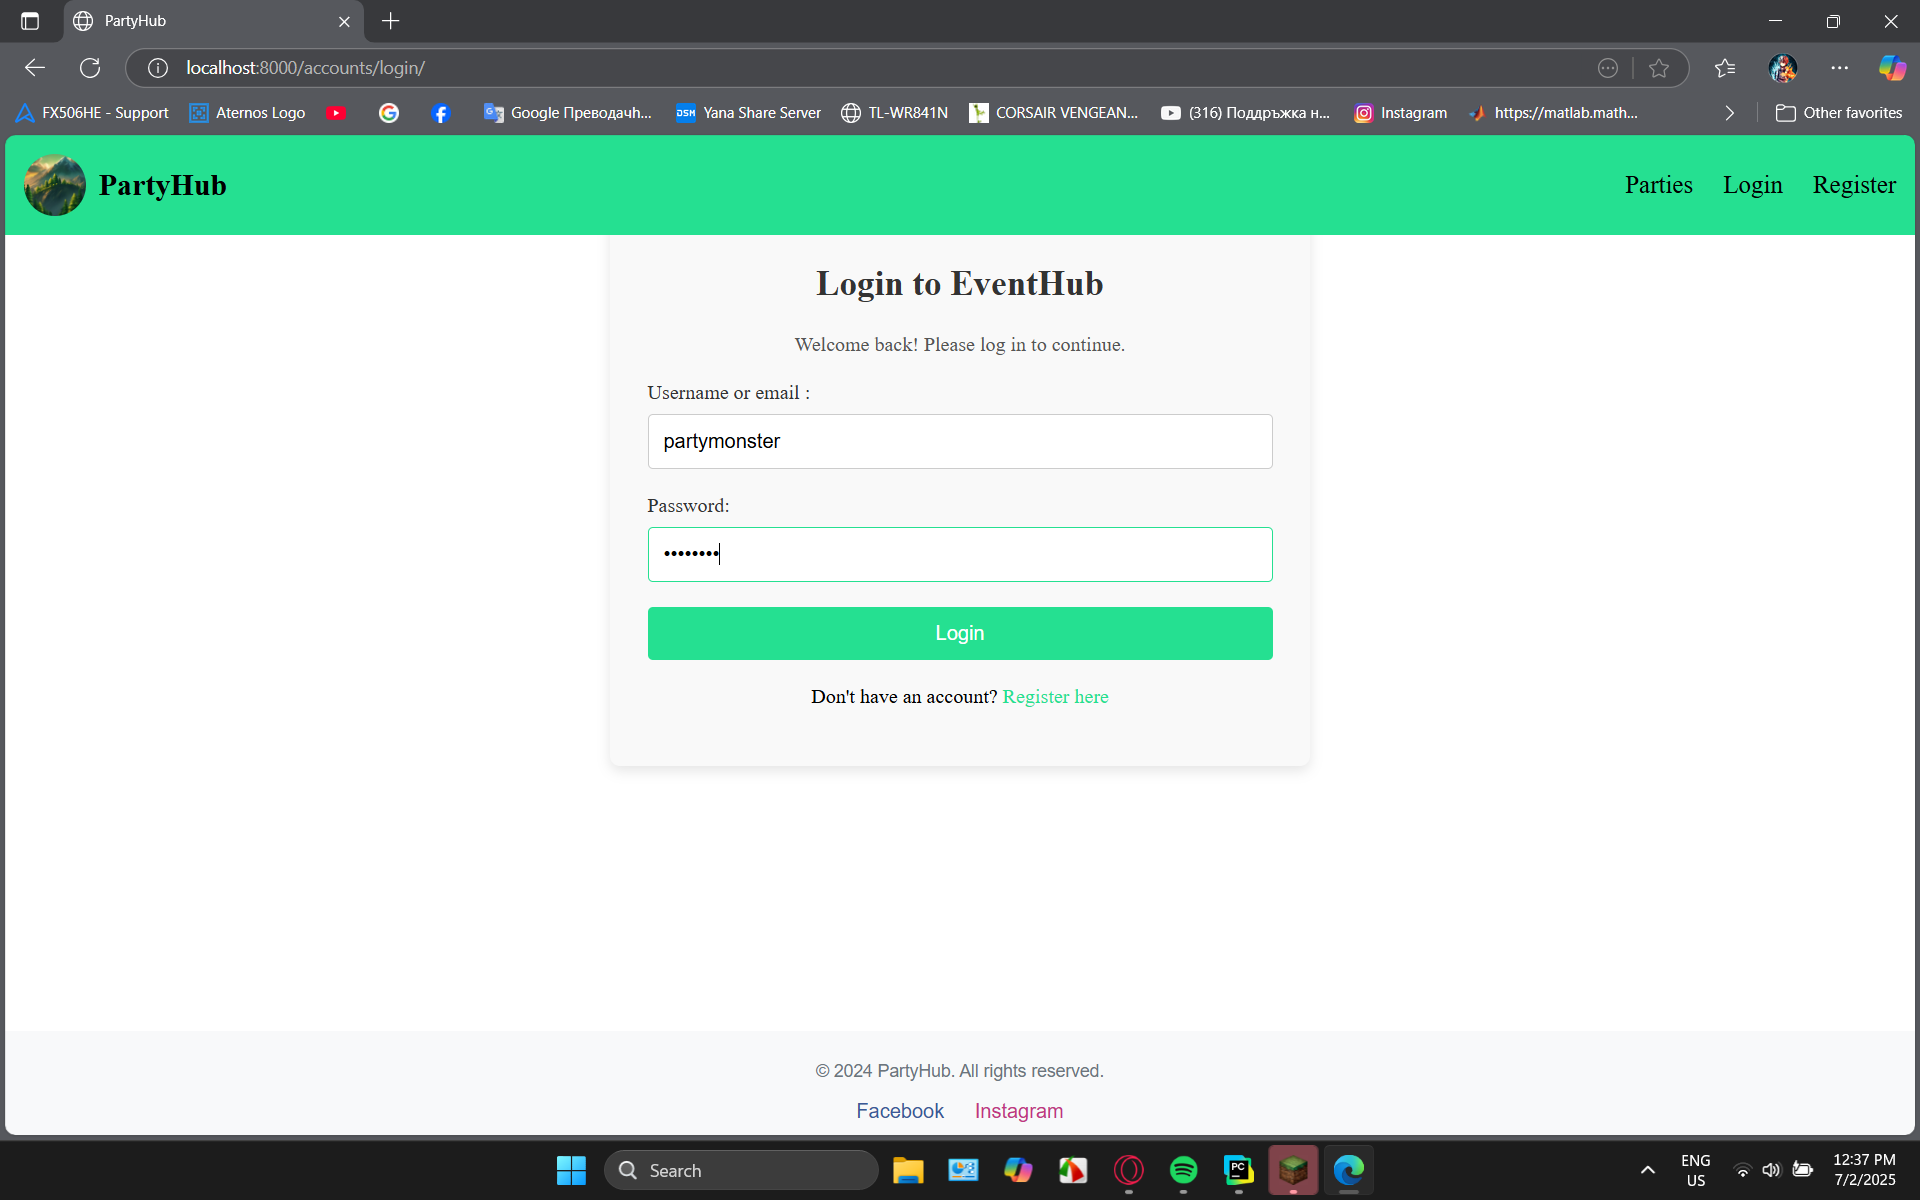 PartyHub
localhost:8000/accounts/login/
FX506HE - Support
Aternos Logo
Google Преводачh...
DSM
Yana Share Server
TL-WR841N
CORSAIR VENGEAN...
(316) Поддръжка н...
Instagram
https://matlab.math...
Other favorites
PartyHub
Parties
Login
Register
Login to EventHub
Welcome back! Please log in to continue.
Username or email :
partymonster
Password:
••••••••
Login
Don't have an account? Register here
© 2024 PartyHub. All rights reserved.
Facebook Instagram
Search
PC
ENG
US
12:37 PM
7/2/2025